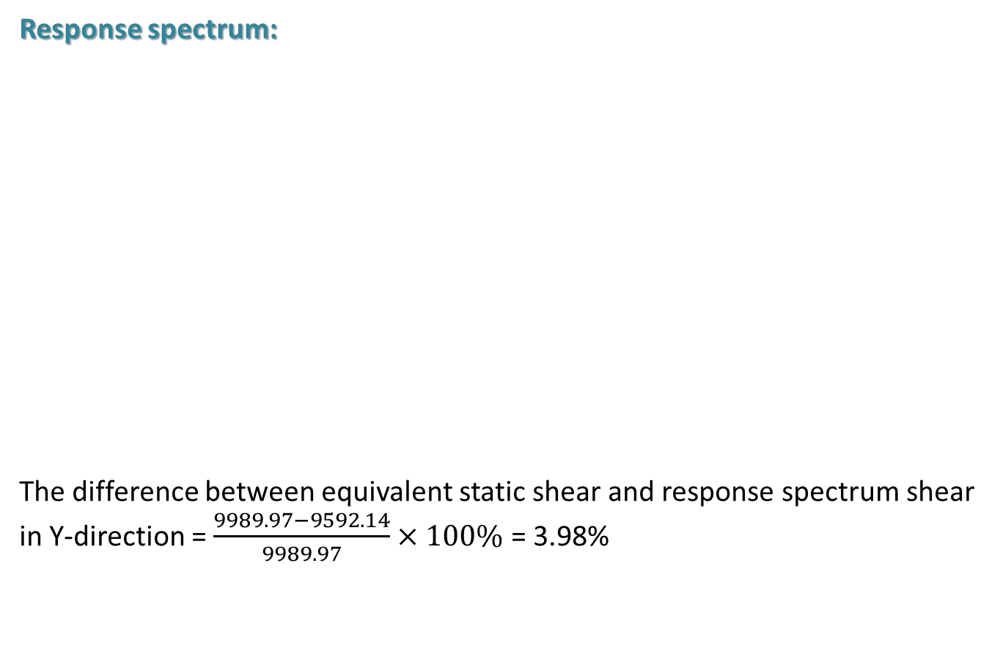 Response spectrum:
The difference between equivalent static shear and response spectrum shear
in Y-direction = \frac{9989.97−9592.14}{9989.97} × 100% = 3.98%